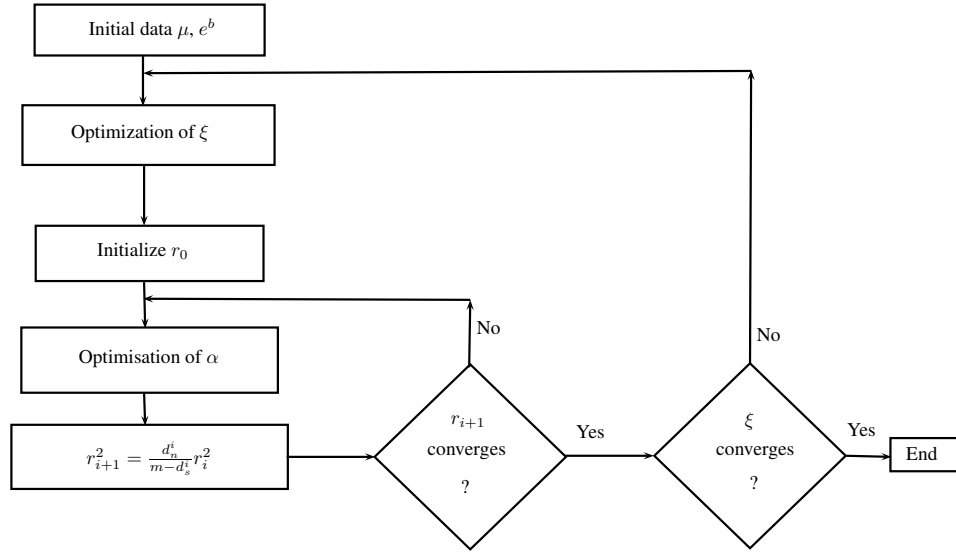 Initial data μ, e^b
Optimization of ξ
Initialize r_0
No
Optimisation of α
No
r_{i+1}^2 = \frac{d_n^i}{m-d_s^i} r_i^2
r_{i+1}
converges
?
Yes
ξ
converges
?
Yes
End